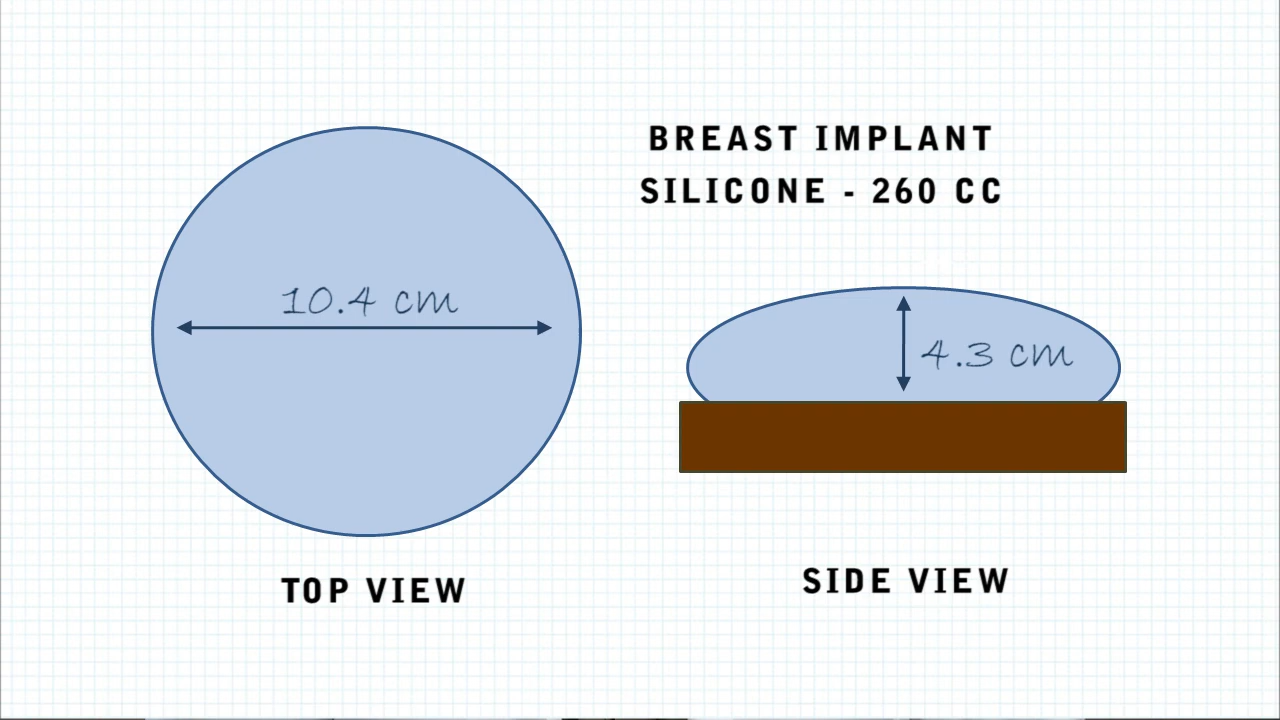 BREAST IMPLANT
SILICONE - 260 CC
10.4 cm
4.3 cm
TOP VIEW
SIDE VIEW